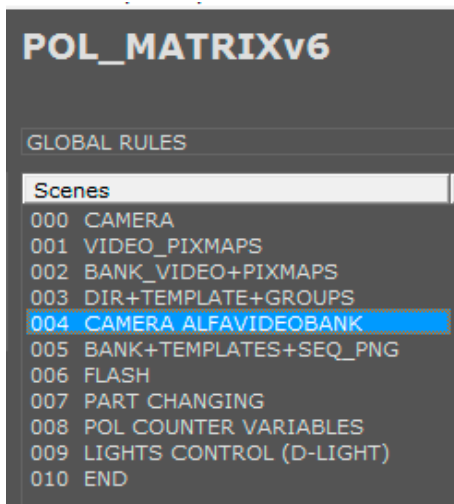 POL_MATRIXv6
GLOBAL RULES
Scenes
000 CAMERA
001 VIDEO_PIXMAPS
002 BANK_VIDEO+PIXMAPS
003 DIR+TEMPLATE+GROUPS
004 CAMERA ALFAVIDEOBANK
005 BANK+TEMPLATES+SEQ_PNG
006 FLASH
007 PART CHANGING
008 POL COUNTER VARIABLES
009 LIGHTS CONTROL (D-LIGHT)
010 END